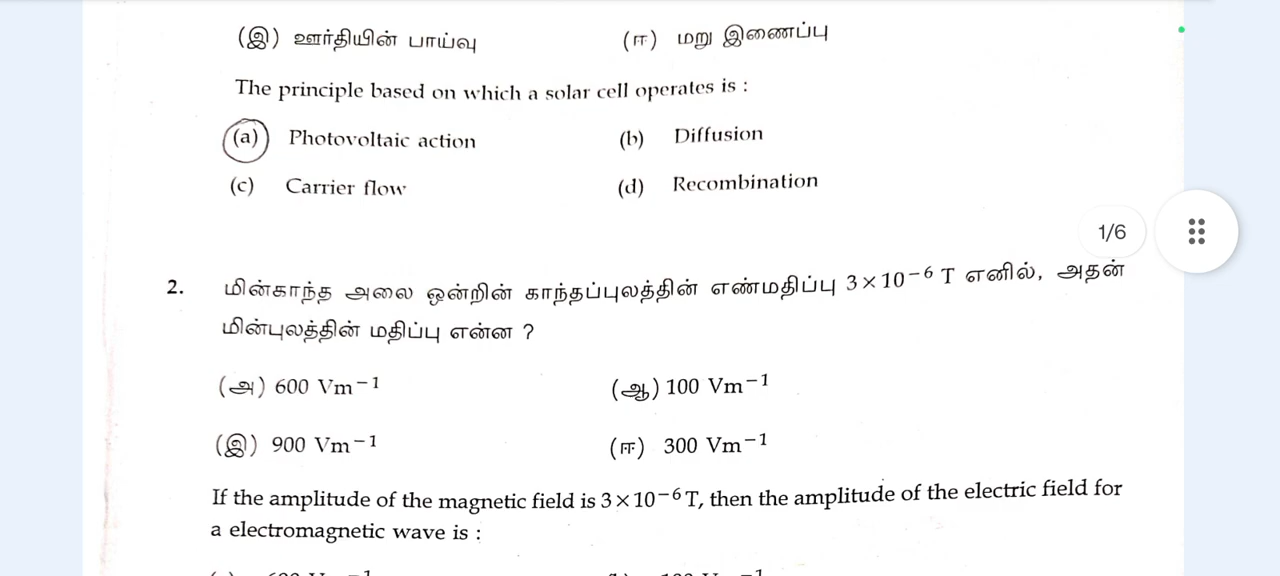 (இ) ஊர்தியின் பாய்வு (ஈ) மறு இணைப்பு
The principle based on which a solar cell operates is :
(a) Photovoltaic action (b) Diffusion
(c) Carrier flow (d) Recombination
1/6
2. மின்காந்த அலை ஒன்றின் காந்தப்புலத்தின் எண்மதிப்பு 3×10⁻⁶ T எனில், அதன்
மின்புலத்தின் மதிப்பு என்ன ?
(அ) 600 Vm⁻¹ (ஆ) 100 Vm⁻¹
(இ) 900 Vm⁻¹ (ஈ) 300 Vm⁻¹
If the amplitude of the magnetic field is 3×10⁻⁶ T, then the amplitude of the electric field for
a electromagnetic wave is :